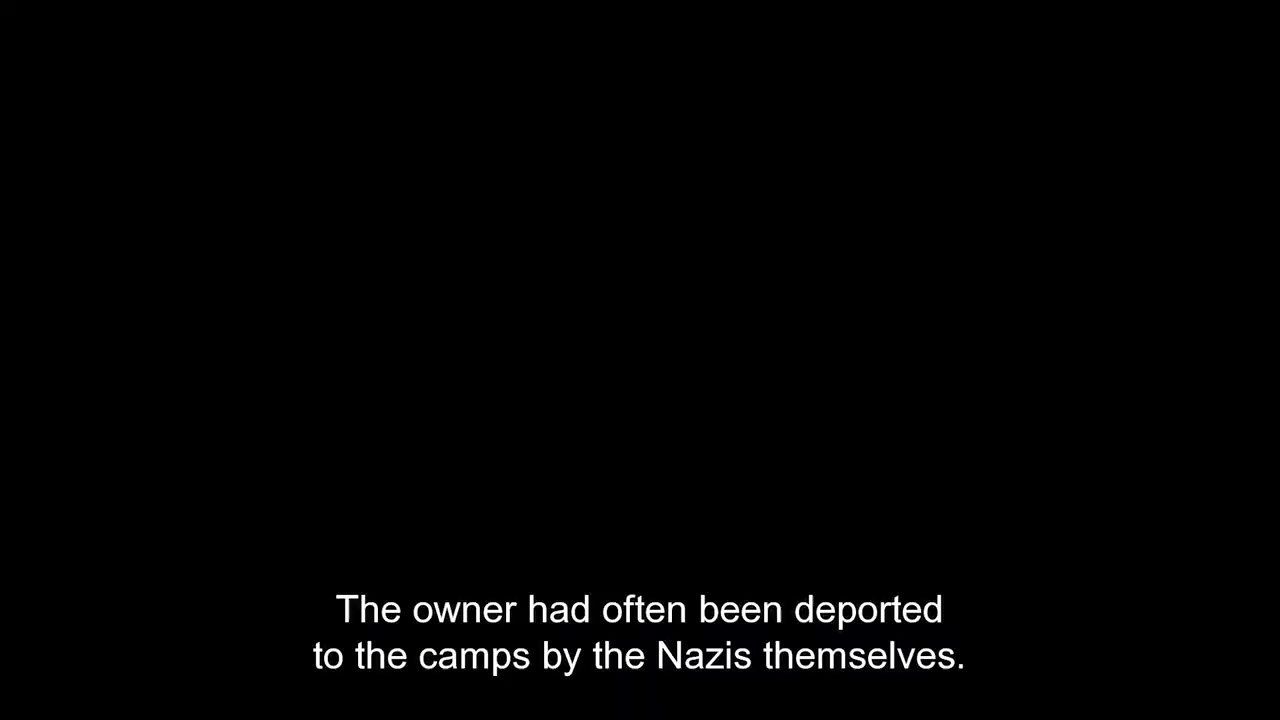 The owner had often been deported
to the camps by the Nazis themselves.